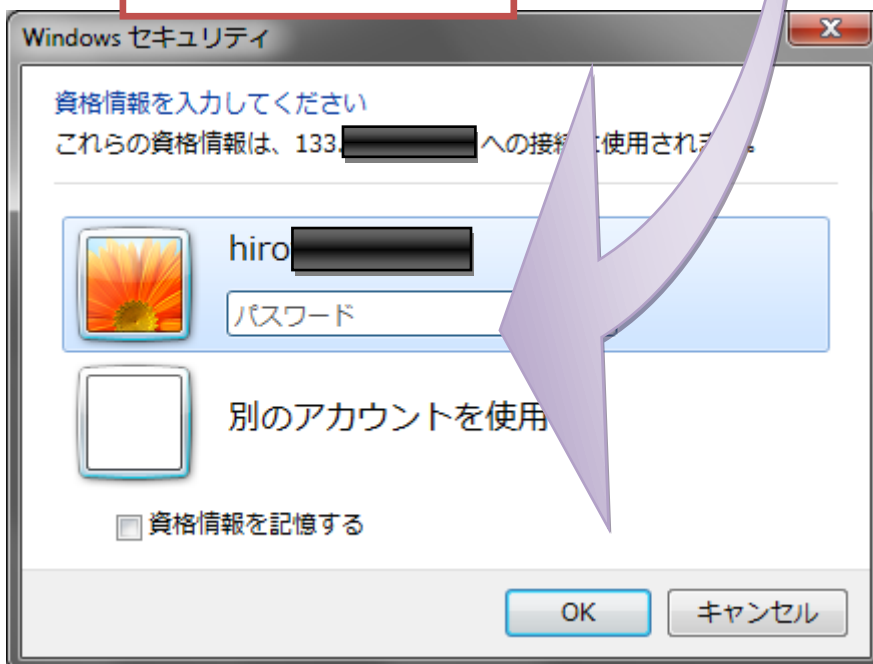 Windows セキュリティ
資格情報を入力してください
これらの資格情報は、133. への接続 使用され
hiro
パスワード
別のアカウントを使用
資格情報を記憶する
OK
キャンセル